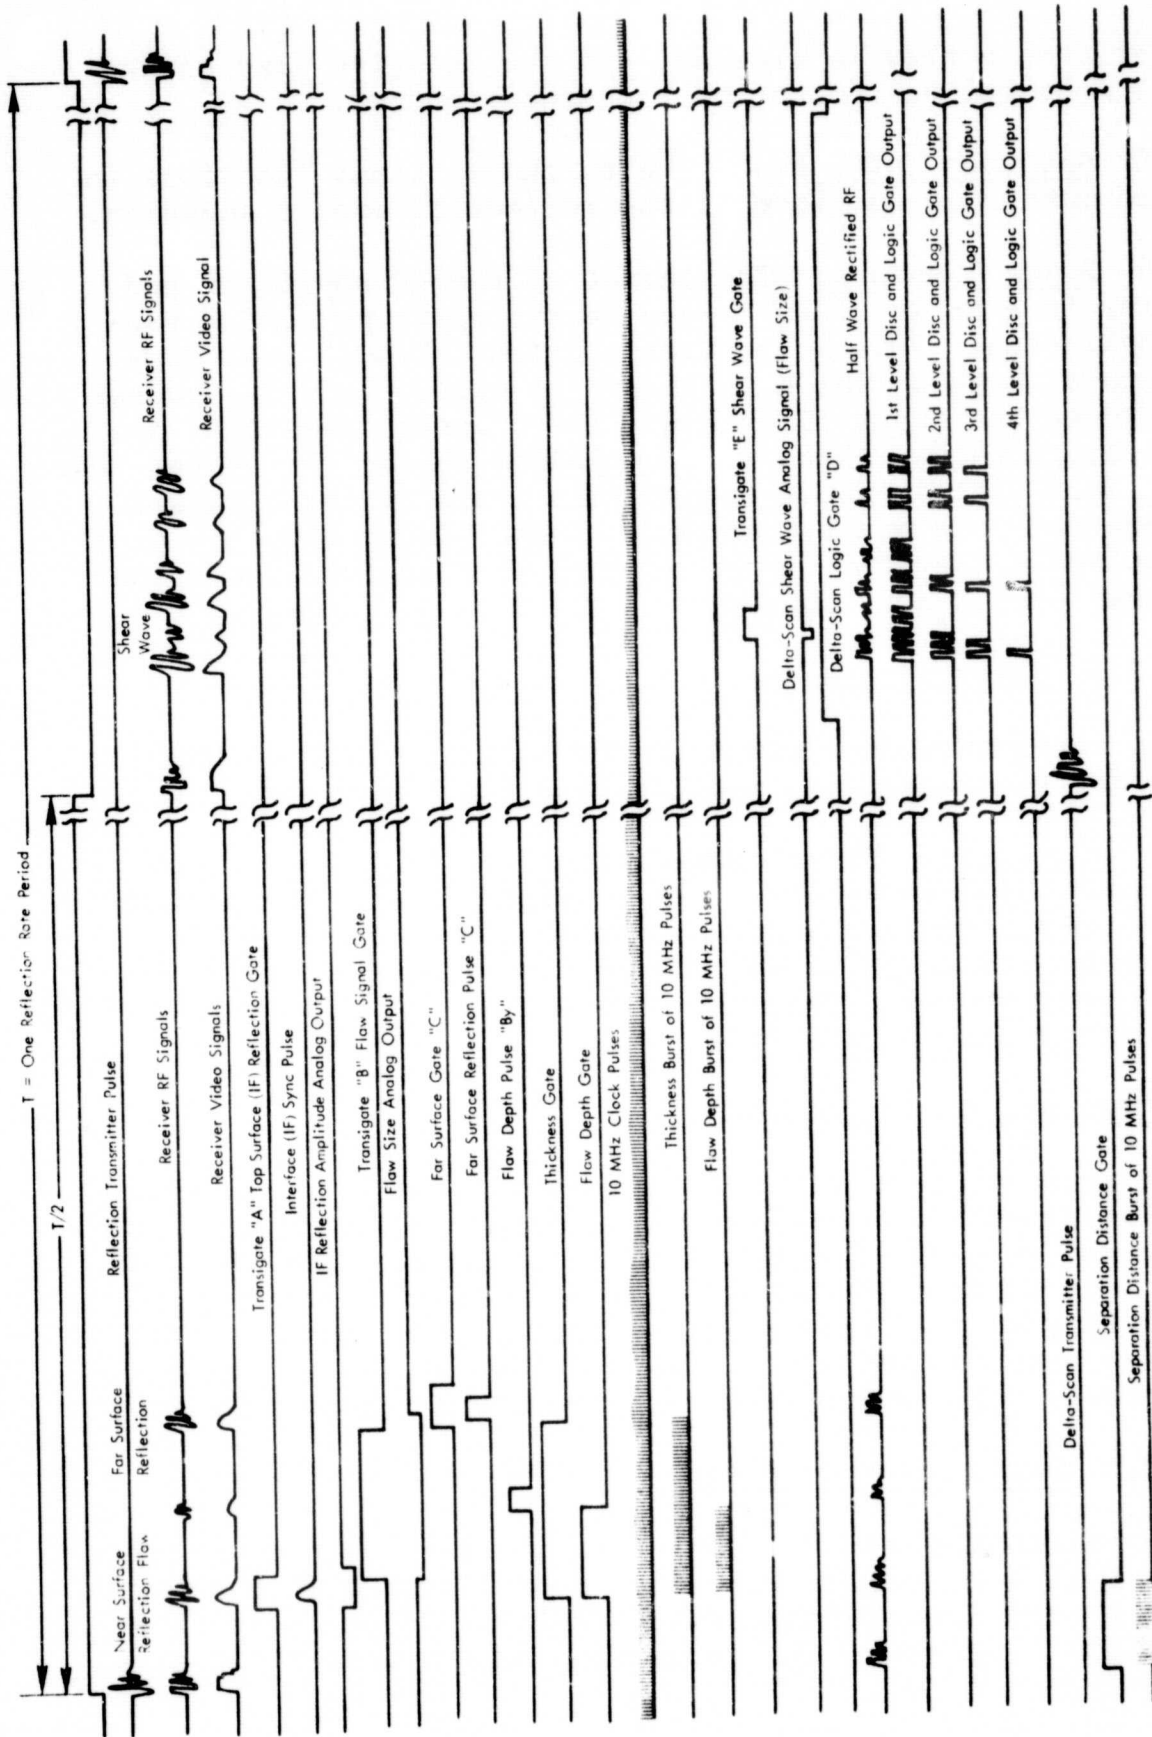 T = One Reflection Rate Period
T/2
Reflection Transmitter Pulse
Near Surface
Reflection Flaw
Far Surface
Reflection
Receiver RF Signals
Shear
Wave
Receiver RF Signals
Receiver Video Signals
Receiver Video Signal
Transigate "A" Top Surface (IF) Reflection Gate
Interface (IF) Sync Pulse
IF Reflection Amplitude Analog Output
Transigate "B" Flaw Signal Gate
Flaw Size Analog Output
Far Surface Gate "C"
Far Surface Reflection Pulse "C"
Flaw Depth Pulse "By"
Thickness Gate
Flaw Depth Gate
10 MHz Clock Pulses
Thickness Burst of 10 MHz Pulses
Flaw Depth Burst of 10 MHz Pulses
Transigate "E" Shear Wave Gate
Delta-Scan Shear Wave Analog Signal (Flaw Size)
Delta-Scan Logic Gate "D"
Half Wave Rectified RF
1st Level Disc and Logic Gate Output
2nd Level Disc and Logic Gate Output
3rd Level Disc and Logic Gate Output
4th Level Disc and Logic Gate Output
Delta-Scan Transmitter Pulse
Separation Distance Gate
Separation Distance Burst of 10 MHz Pulses